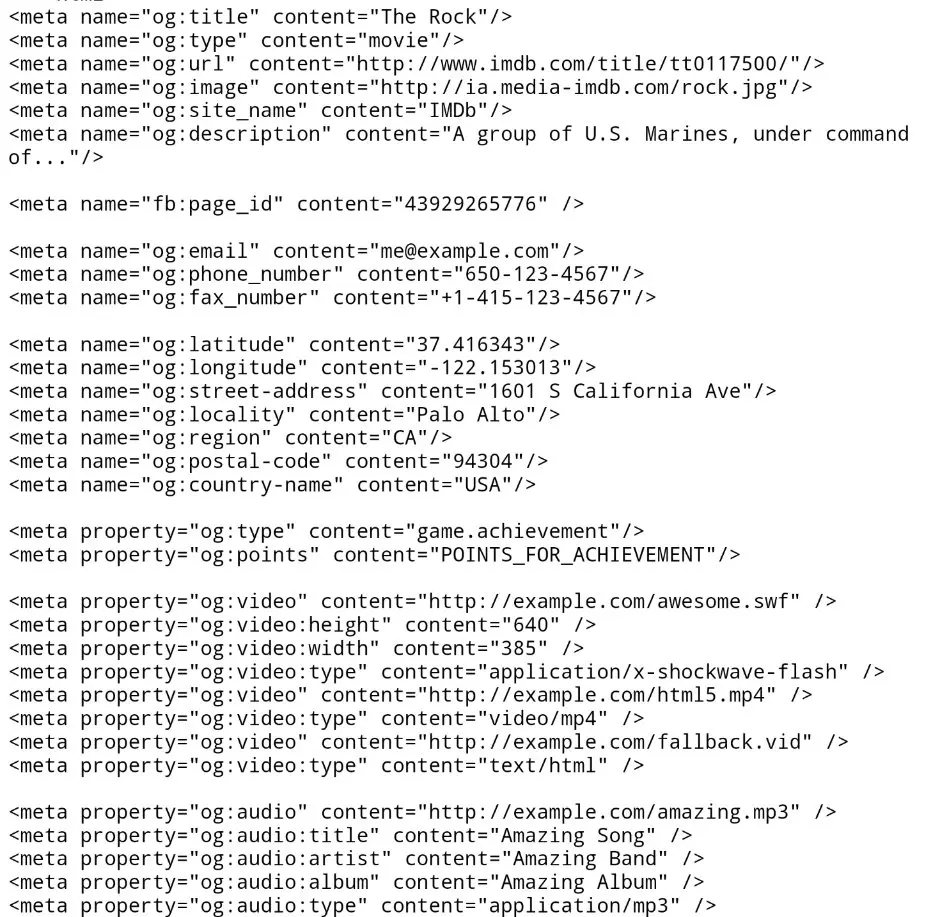 <meta name="og:title" content="The Rock"/>
<meta name="og:type" content="movie"/>
<meta name="og:url" content="http://www.imdb.com/title/tt0117500/"/>
<meta name="og:image" content="http://ia.media-imdb.com/rock.jpg"/>
<meta name="og:site_name" content="IMDb"/>
<meta name="og:description" content="A group of U.S. Marines, under command
of..."/>
<meta name="fb:page_id" content="43929265776" />
<meta name="og:email" content="me@example.com"/>
<meta name="og:phone_number" content="650-123-4567"/>
<meta name="og:fax_number" content="+1-415-123-4567"/>
<meta name="og:latitude" content="37.416343"/>
<meta name="og:longitude" content="-122.153013"/>
<meta name="og:street-address" content="1601 S California Ave"/>
<meta name="og:locality" content="Palo Alto"/>
<meta name="og:region" content="CA"/>
<meta name="og:postal-code" content="94304"/>
<meta name="og:country-name" content="USA"/>
<meta property="og:type" content="game.achievement"/>
<meta property="og:points" content="POINTS_FOR_ACHIEVEMENT"/>
<meta property="og:video" content="http://example.com/awesome.swf" />
<meta property="og:video:height" content="640" />
<meta property="og:video:width" content="385" />
<meta property="og:video:type" content="application/x-shockwave-flash" />
<meta property="og:video" content="http://example.com/html5.mp4" />
<meta property="og:video:type" content="video/mp4" />
<meta property="og:video" content="http://example.com/fallback.vid" />
<meta property="og:video:type" content="text/html" />
<meta property="og:audio" content="http://example.com/amazing.mp3" />
<meta property="og:audio:title" content="Amazing Song" />
<meta property="og:audio:artist" content="Amazing Band" />
<meta property="og:audio:album" content="Amazing Album" />
<meta property="og:audio:type" content="application/mp3" />